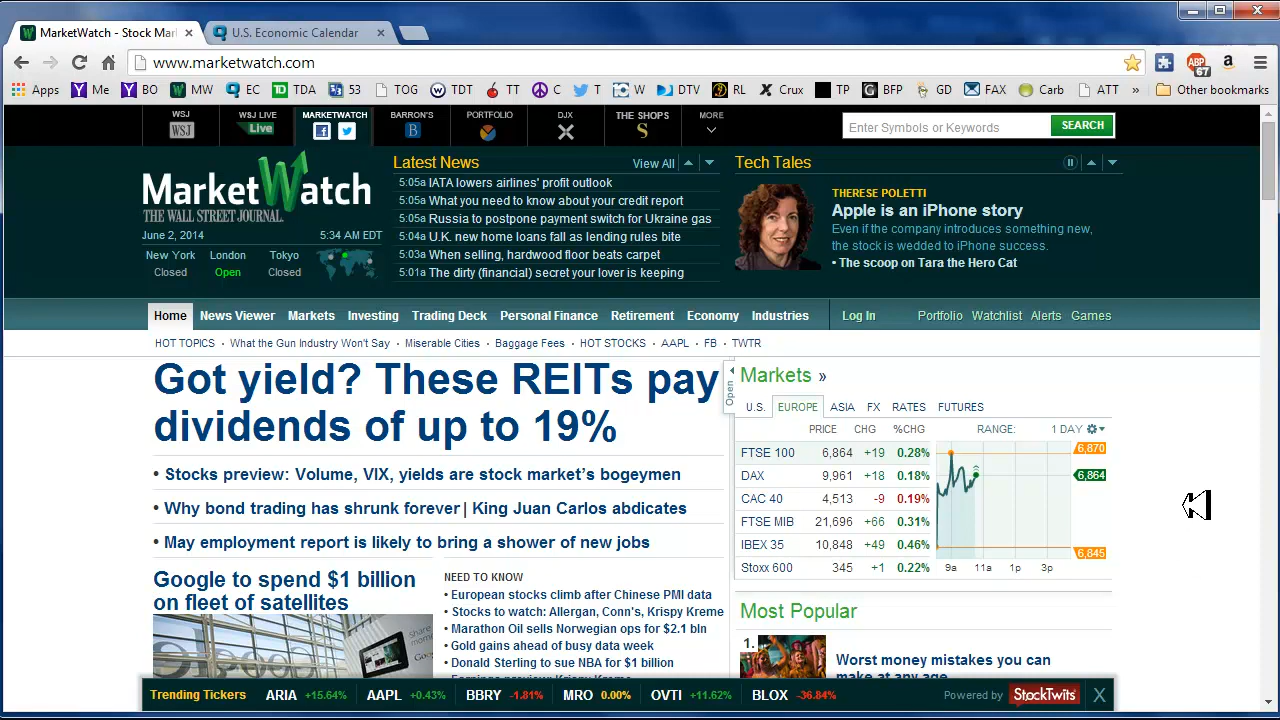 MarketWatch - Stock Mar
U.S. Economic Calendar
www.marketwatch.com
ABP
67
Apps Me BO MW EC TDA 53 TOG TDT TT C T W DTV RL Crux TP BFP GD FAX Carb ATT » Other bookmarks
WSJ
WSJ LIVE
MARKETWATCH
BARRON'S
PORTFOLIO
DJX
THE SHOPS
MORE
WSJ
Live
B
S
Enter Symbols or Keywords
SEARCH
MarketWatch
THE WALL STREET JOURNAL.
June 2, 2014 5:34 AM EDT
New York London Tokyo
Closed Open Closed
Latest News View All
5:05a IATA lowers airlines' profit outlook
5:05a What you need to know about your credit report
5:05a Russia to postpone payment switch for Ukraine gas
5:04a U.K. new home loans fall as lending rules bite
5:03a When selling, hardwood floor beats carpet
5:01a The dirty (financial) secret your lover is keeping
Tech Tales
THERESE POLETTI
Apple is an iPhone story
Even if the company introduces something new,
the stock is wedded to iPhone success.
• The scoop on Tara the Hero Cat
Home News Viewer Markets Investing Trading Deck Personal Finance Retirement Economy Industries Log In Portfolio Watchlist Alerts Games
HOT TOPICS • What the Gun Industry Won't Say • Miserable Cities • Baggage Fees • HOT STOCKS • AAPL • FB • TWTR
Got yield? These REITs pay
dividends of up to 19%
• Stocks preview: Volume, VIX, yields are stock market's bogeymen
• Why bond trading has shrunk forever | King Juan Carlos abdicates
• May employment report is likely to bring a shower of new jobs
Google to spend $1 billion
on fleet of satellites
NEED TO KNOW
• European stocks climb after Chinese PMI data
• Stocks to watch: Allergan, Conn's, Krispy Kreme
• Marathon Oil sells Norwegian ops for $2.1 bln
• Gold gains ahead of busy data week
• Donald Sterling to sue NBA for $1 billion
Open
Markets »
U.S. EUROPE ASIA FX RATES FUTURES
PRICE CHG %CHG RANGE: 1 DAY
FTSE 100 6,864 +19 0.28%
DAX 9,961 +18 0.18%
CAC 40 4,513 -9 0.19%
FTSE MIB 21,696 +66 0.31%
IBEX 35 10,848 +49 0.46%
Stoxx 600 345 +1 0.22%
6,870
6,864
6,845
9a 11a 1p 3p
Most Popular
1.
Worst money mistakes you can
make at any age
Trending Tickers ARIA +15.64% AAPL +0.43% BBRY -1.81% MRO 0.00% OVTI +11.62% BLOX -36.84% Powered by StockTwits X